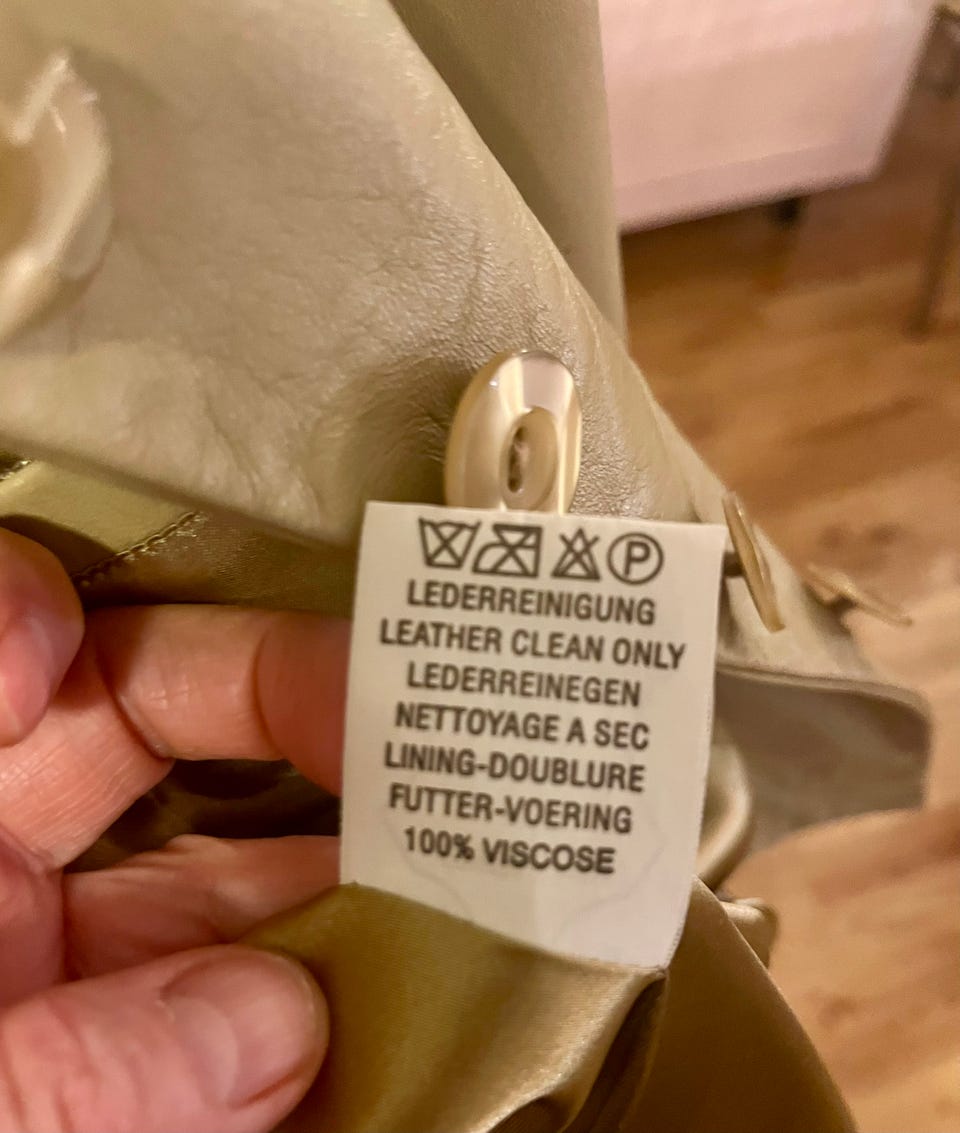 P
LEDERREINIGUNG
LEATHER CLEAN ONLY
LEDERREINEGEN
NETTOYAGE A SEC
LINING-DOUBLURE
FUTTER-VOERING
100% VISCOSE